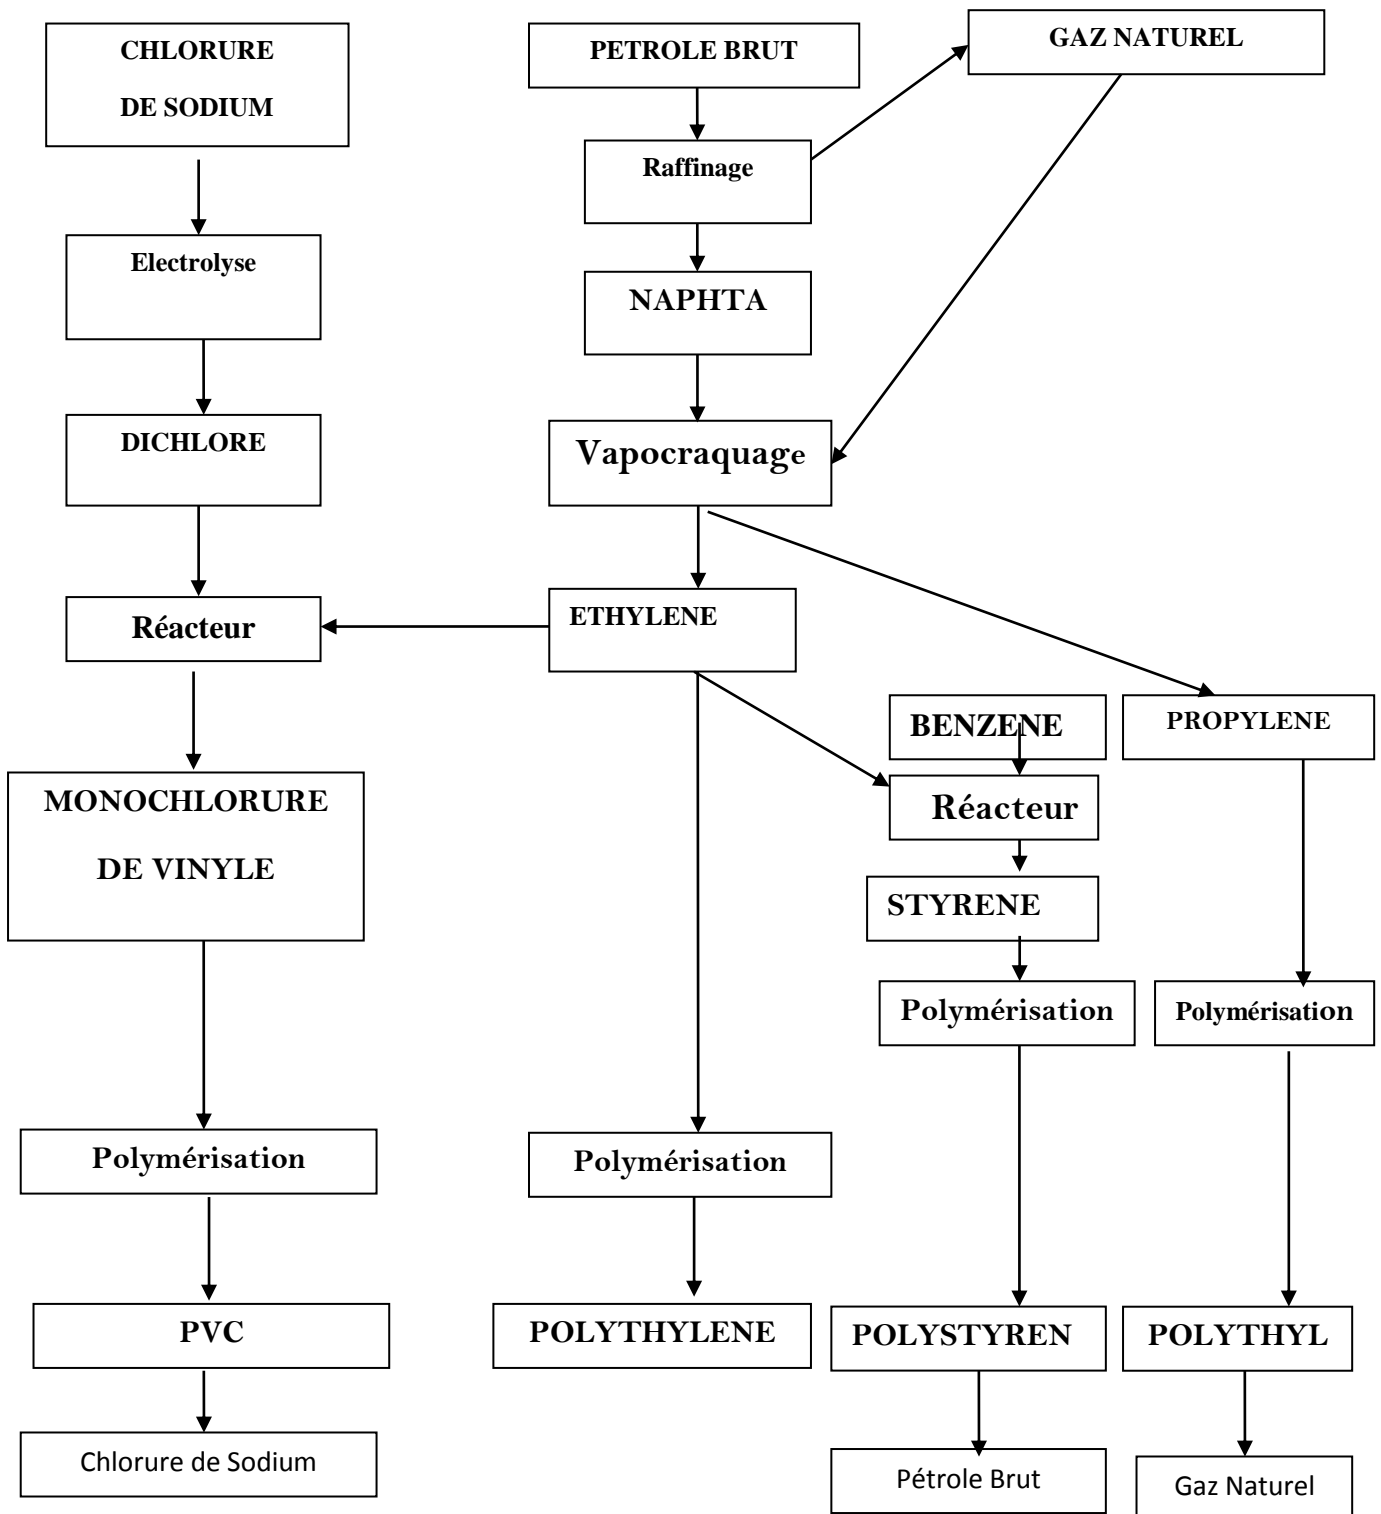 CHLORURE
DE SODIUM
PETROLE BRUT
GAZ NATUREL
Raffinage
Electrolyse
NAPHTA
DICHLORE
Vapocraquage
Réacteur
ETHYLENE
BENZENE
PROPYLENE
MONOCHLORURE
DE VINYLE
Réacteur
STYRENE
Polymérisation
Polymérisation
Polymérisation
Polymérisation
PVC
POLYTHYLENE
POLYSTYREN
POLYTHYL
Chlorure de Sodium
Pétrole Brut
Gaz Naturel